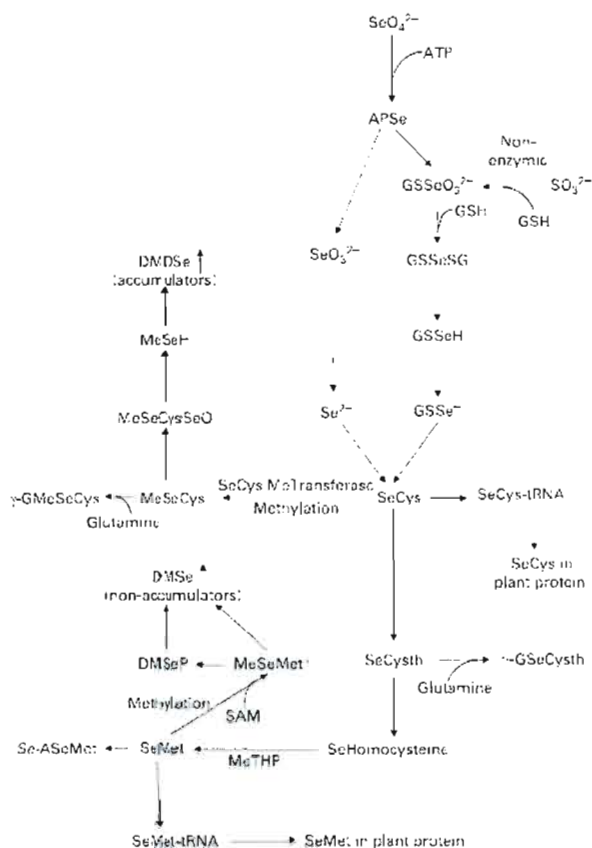 SeO₄²⁻
ATP
APSe
Non-
enzymic
GSSeO₃²⁻
SO₃²⁻
GSH
GSH
SeO₃²⁻
GSSeSG
DMDSe
(accumulators)
MeSeH
GSSeH
MeSeCysSeO
Se²⁻
GSSe⁻
SeCys MeTransferase
Methylation
γ-GMeSeCys
MeSeCys
SeCys
SeCys-tRNA
Glutamine
SeCys in
plant protein
DMSe
(non-accumulators)
DMSeP
MeSeMet
SeCysth
γ-GSeCysth
Glutamine
Methylation
SAM
Se-ASeMet
SeMet
MeTHP
SeHomocysteine
SeMet-tRNA
SeMet in plant protein